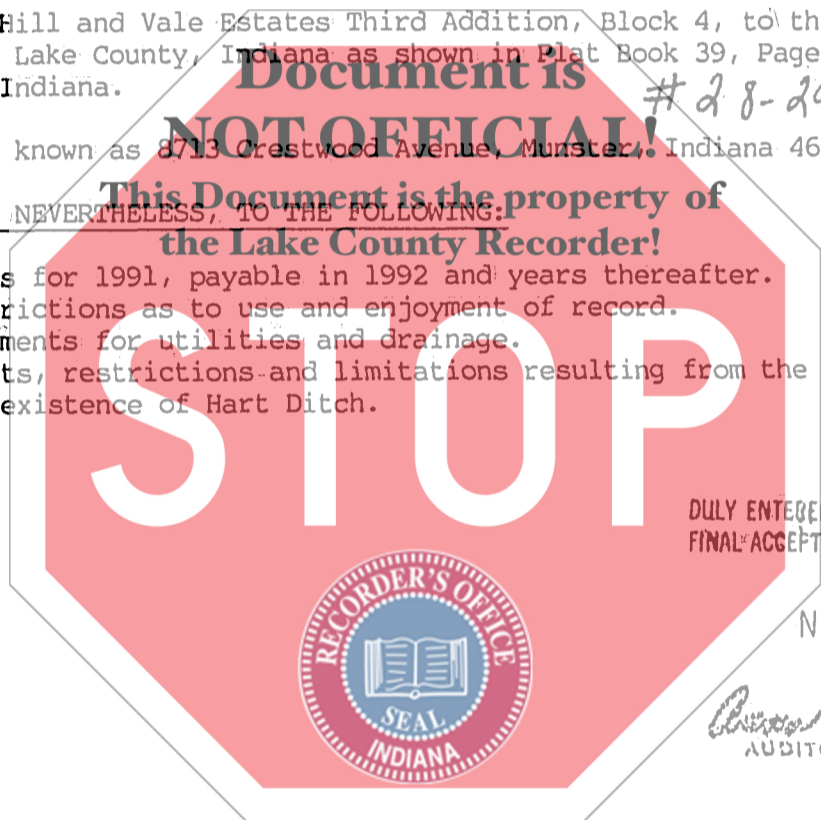 Hill and Vale Estates Third Addition, Block 4, to th
Lake County, Indiana as shown in Plat Book 39, Page
Indiana.
Document is
# 28-2
NOT OFFICIAL!
known as 8713 Crestwood Avenue, Munster, Indiana 46
This Document is the property of
NEVERTHELESS, TO THE FOLLOWING:
the Lake County Recorder!
s for 1991, payable in 1992 and years thereafter.
rictions as to use and enjoyment of record.
ments for utilities and drainage.
ts, restrictions and limitations resulting from the
existence of Hart Ditch.
STOP
DULY ENTERE
FINAL ACCEPT
RECORDER'S OFFICE
SEAL
INDIANA
N
AUDITO